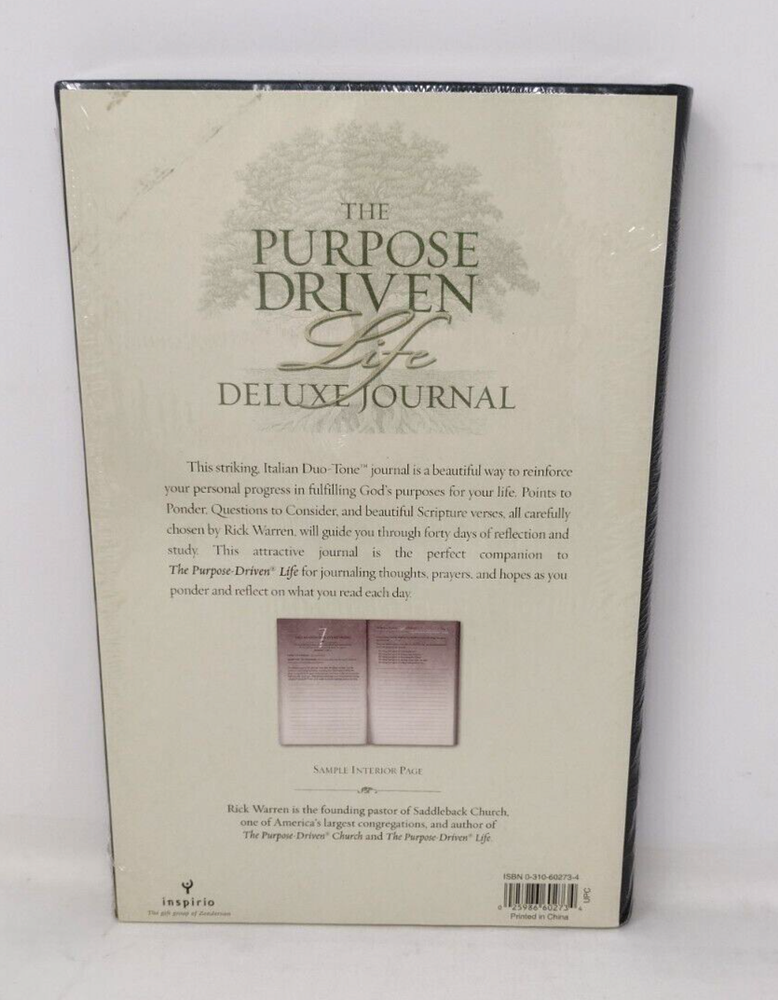 THE
PURPOSE
DRIVEN
Life
DELUXE JOURNAL
This striking, Italian Duo-Tone™ journal is a beautiful way to reinforce
your personal progress in fulfilling God's purposes for your life. Points to
Ponder, Questions to Consider, and beautiful Scripture verses, all carefully
chosen by Rick Warren, will guide you through forty days of reflection and
study. This attractive journal is the perfect companion to
The Purpose-Driven® Life for journaling thoughts, prayers, and hopes as you
ponder and reflect on what you read each day.
7
SAMPLE INTERIOR PAGE
Rick Warren is the founding pastor of Saddleback Church,
one of America's largest congregations, and author of
The Purpose-Driven® Church and The Purpose-Driven® Life.
inspirio
The gift group of Zondervan
ISBN 0-310-60273-4
UPC
0 25986 60273
Printed in China